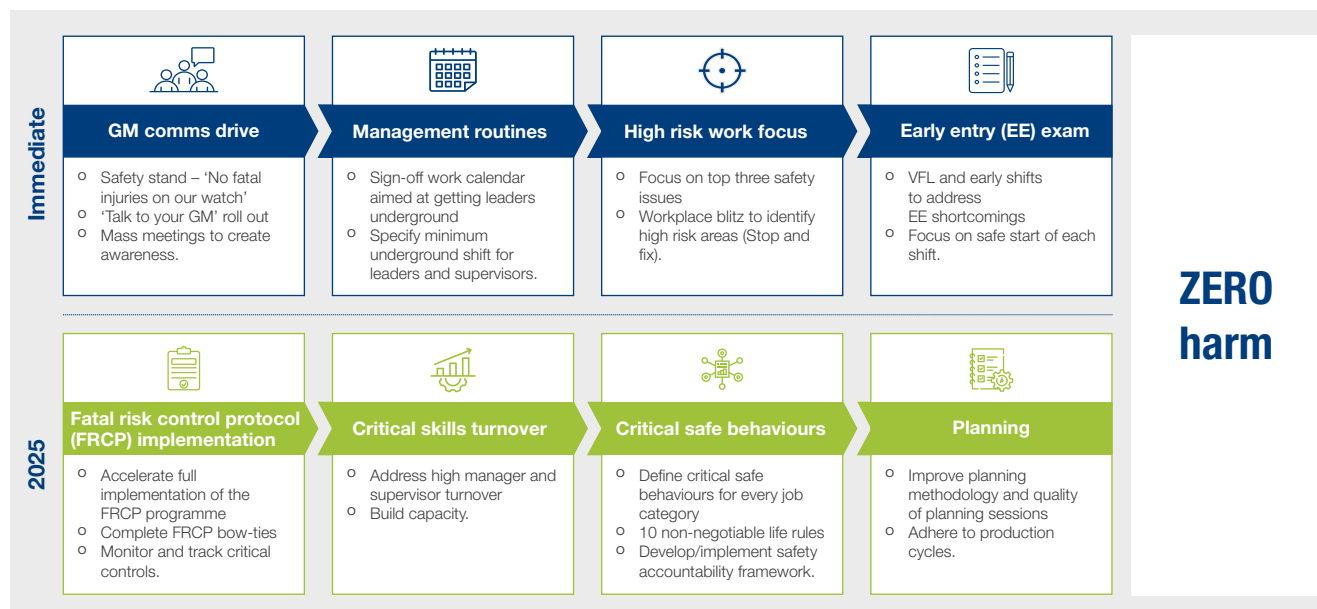 Immediate
GM comms drive
o Safety stand – ‘No fatal
injuries on our watch’
o ‘Talk to your GM’ roll out
o Mass meetings to create
awareness.
Management routines
o Sign-off work calendar
aimed at getting leaders
underground
o Specify minimum
underground shift for
leaders and supervisors.
High risk work focus
o Focus on top three safety
issues
o Workplace blitz to identify
high risk areas (Stop and
fix).
Early entry (EE) exam
o VFL and early shifts
to address
EE shortcomings
o Focus on safe start of each
shift.
2025
Fatal risk control protocol
(FRCP) implementation
o Accelerate full
implementation of the
FRCP programme
o Complete FRCP bow-ties
o Monitor and track critical
controls.
Critical skills turnover
o Address high manager and
supervisor turnover
o Build capacity.
Critical safe behaviours
o Define critical safe
behaviours for every job
category
o 10 non-negotiable life rules
o Develop/implement safety
accountability framework.
Planning
o Improve planning
methodology and quality
of planning sessions
o Adhere to production
cycles.
ZERO
harm